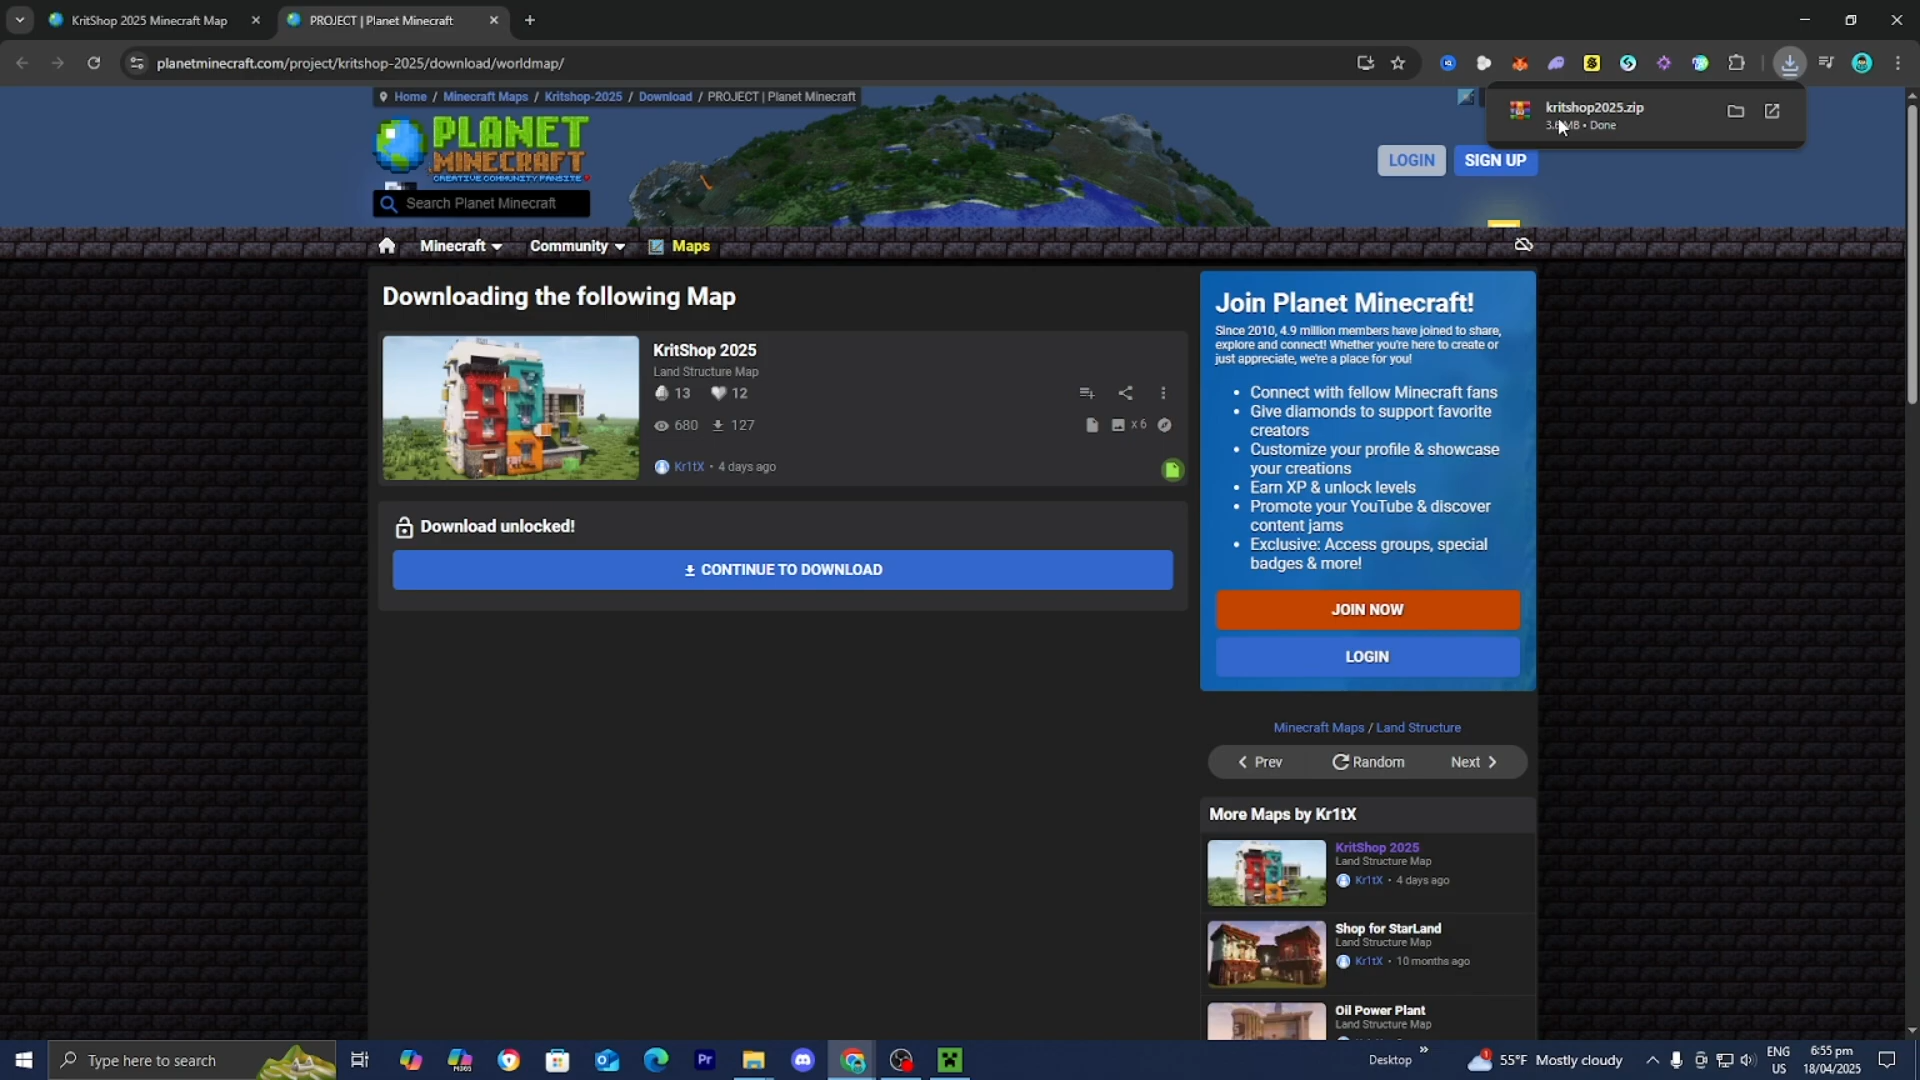 KritShop 2025 Minecraft Map
PROJECT | Planet Minecraft
planetminecraft.com/project/kritshop-2025/download/worldmap/
kritshop2025.zip
MB • Done
Home / Minecraft Maps / Kritshop-2025 / Download / PROJECT | Planet Minecraft
PLANET
MINECRAFT
CREATIVE COMMUNITY FANSITE
LOGIN
SIGN UP
Search Planet Minecraft
Minecraft
Community
Maps
Downloading the following Map
KritShop 2025
Land Structure Map
13
12
680
127
x 6
Kr1tX • 4 days ago
Download unlocked!
CONTINUE TO DOWNLOAD
Join Planet Minecraft!
Since 2010, 4.9 million members have joined to share,
explore and connect! Whether you're here to create or
just appreciate, we're a place for you!
• Connect with fellow Minecraft fans
• Give diamonds to support favorite
creators
• Customize your profile & showcase
your creations
• Earn XP & unlock levels
• Promote your YouTube & discover
content jams
• Exclusive: Access groups, special
badges & more!
JOIN NOW
LOGIN
Minecraft Maps / Land Structure
Prev
Random
Next
More Maps by Kr1tX
KritShop 2025
Land Structure Map
Kr1tX • 4 days ago
Shop for StarLand
Land Structure Map
Kr1tX • 10 months ago
Oil Power Plant
Land Structure Map
Type here to search
M365
Pr
Desktop
1
55°F Mostly cloudy
ENG
US
6:55 pm
18/04/2025